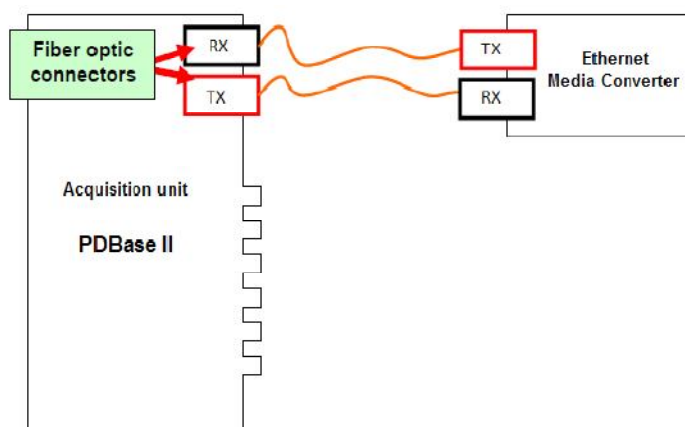 Fiber optic
connectors
RX
TX
TX
RX
Ethernet
Media Converter
Acquisition unit
PDBase II